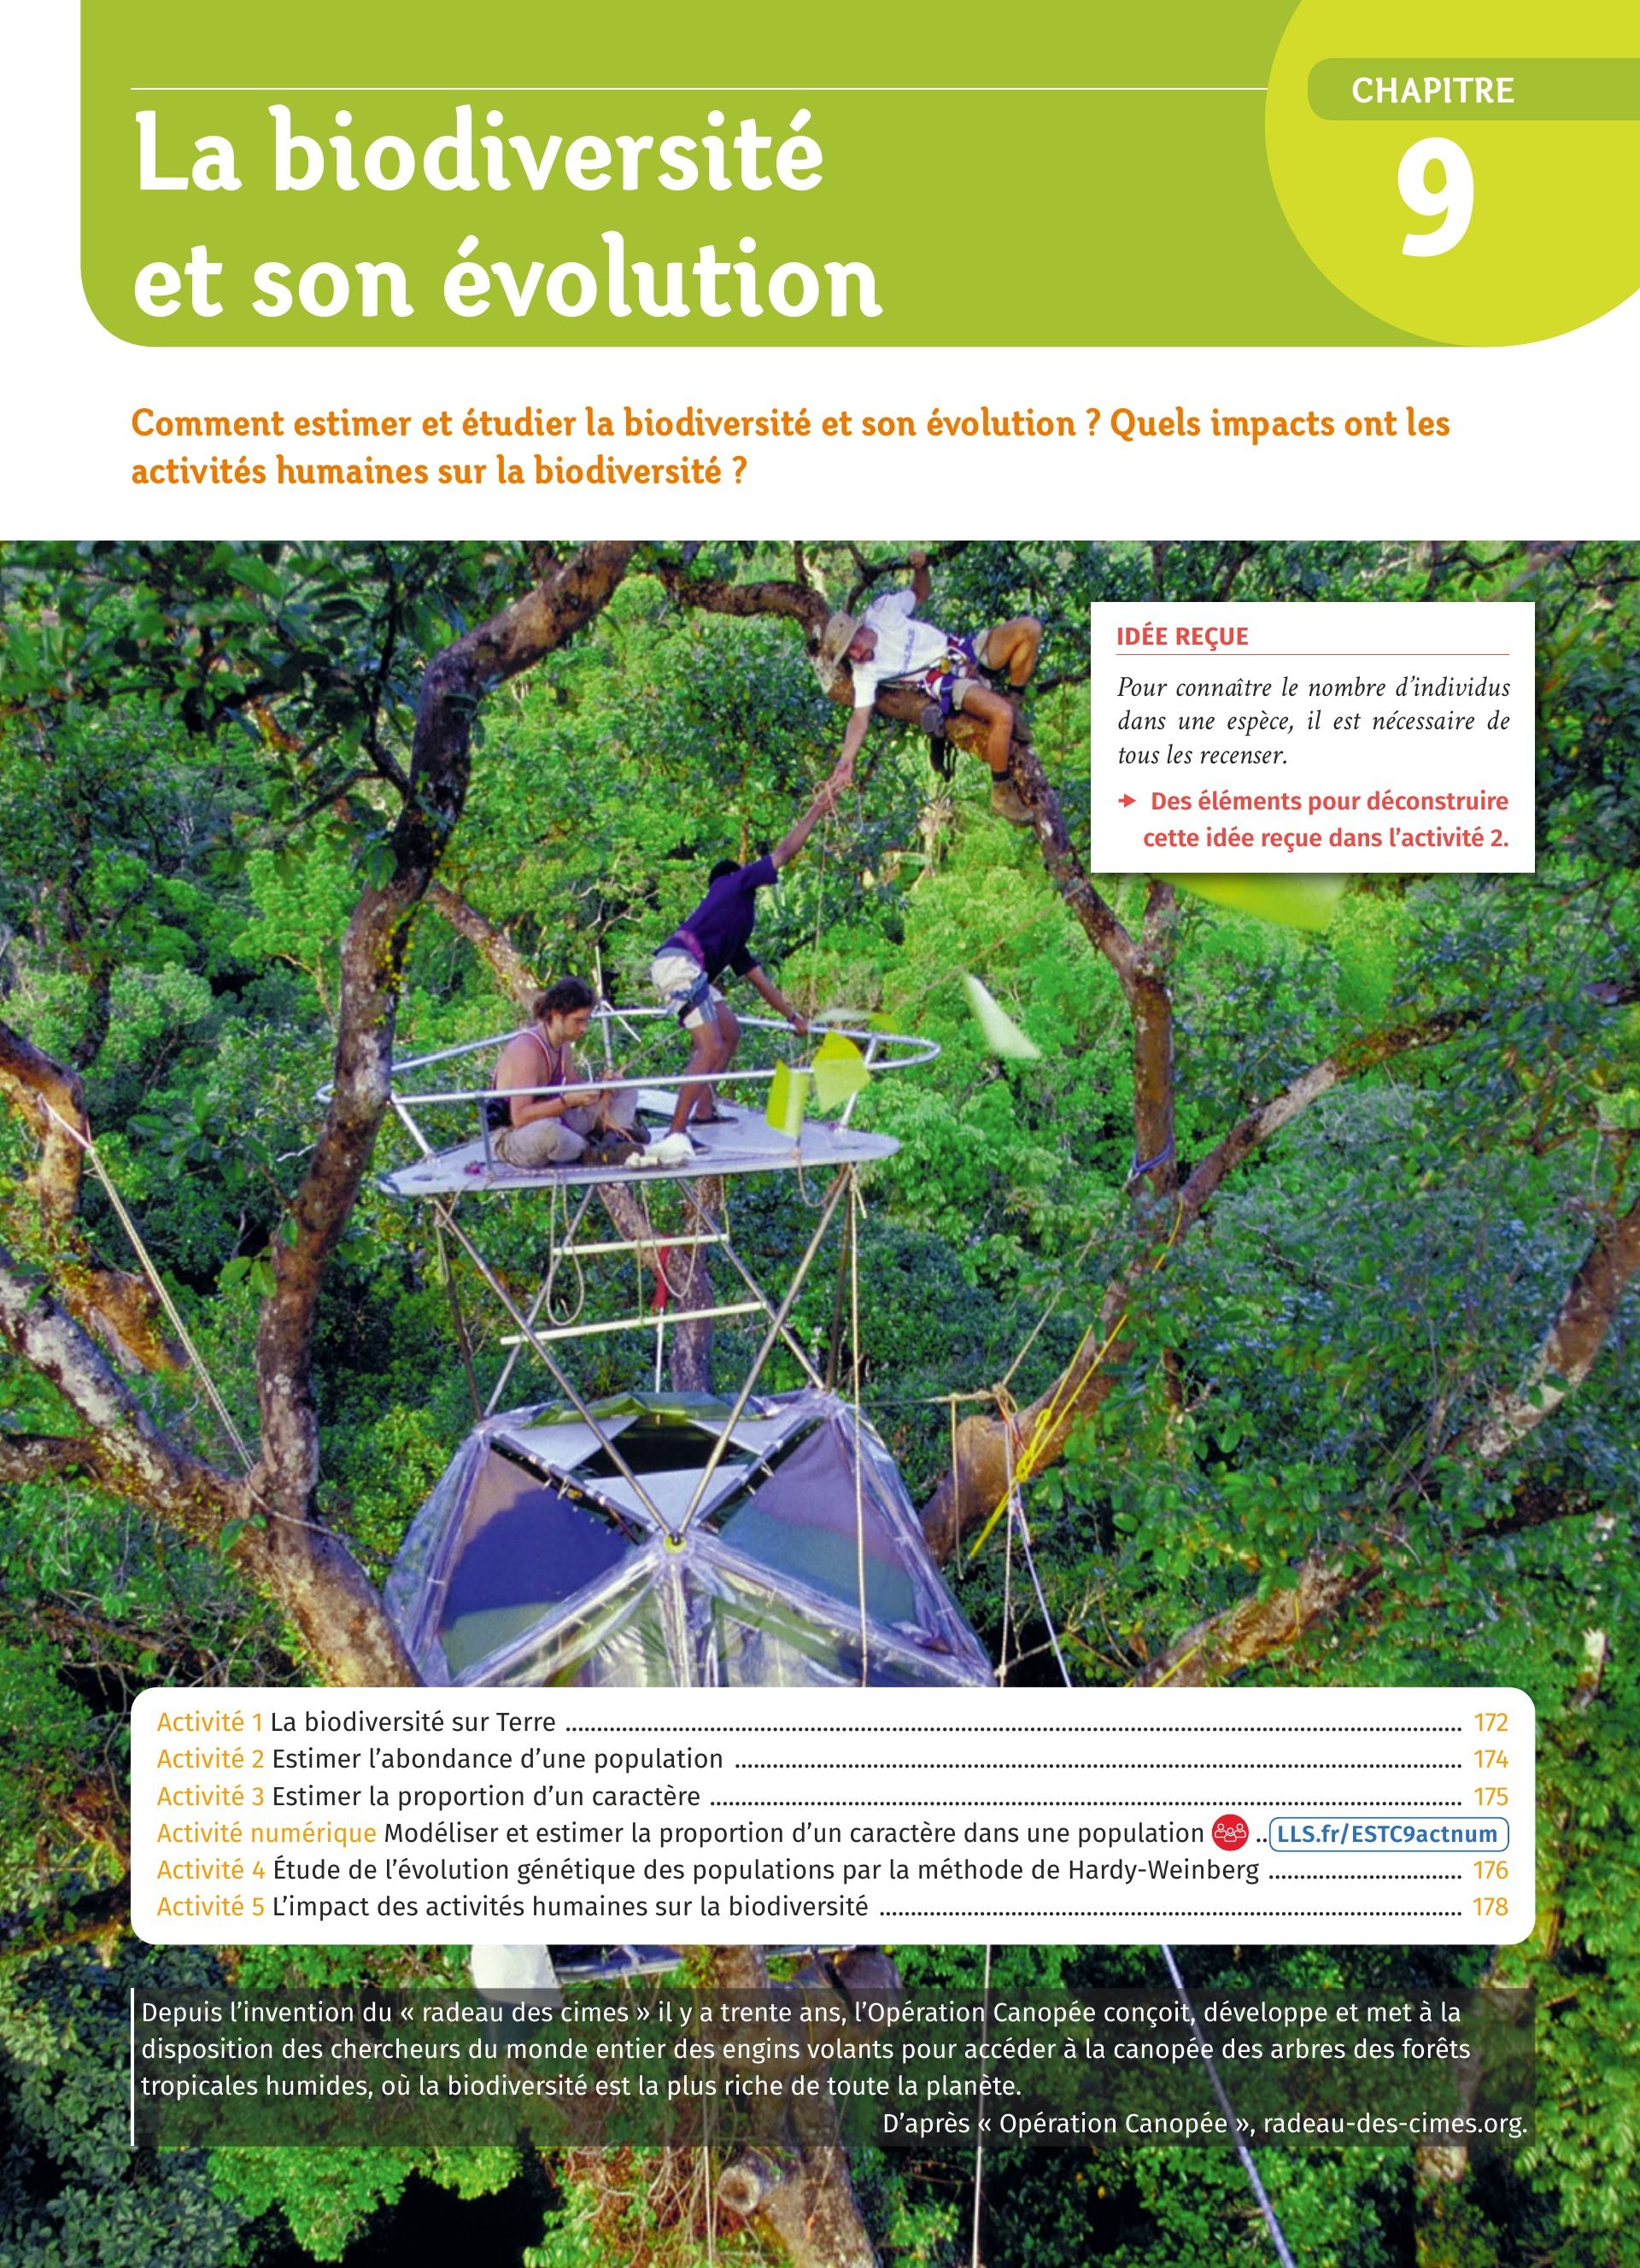 CHAPITRE
9
La biodiversité
et son évolution
Comment estimer et étudier la biodiversité et son évolution ? Quels impacts ont les
activités humaines sur la biodiversité ?
IDÉE REÇUE
Pour connaître le nombre d’individus
dans une espèce, il est nécessaire de
tous les recenser.
Des éléments pour déconstruire
cette idée reçue dans l’activité 2.
Activité 1 La biodiversité sur Terre 172
Activité 2 Estimer l’abondance d’une population 174
Activité 3 Estimer la proportion d’un caractère 175
Activité numérique Modéliser et estimer la proportion d’un caractère dans une population LLS.fr/ESTC9actnum
Activité 4 Étude de l’évolution génétique des populations par la méthode de Hardy-Weinberg 176
Activité 5 L’impact des activités humaines sur la biodiversité 178
Depuis l’invention du « radeau des cimes » il y a trente ans, l’Opération Canopée conçoit, développe et met à la
disposition des chercheurs du monde entier des engins volants pour accéder à la canopée des arbres des forêts
tropicales humides, où la biodiversité est la plus riche de toute la planète.
D’après « Opération Canopée », radeau-des-cimes.org.